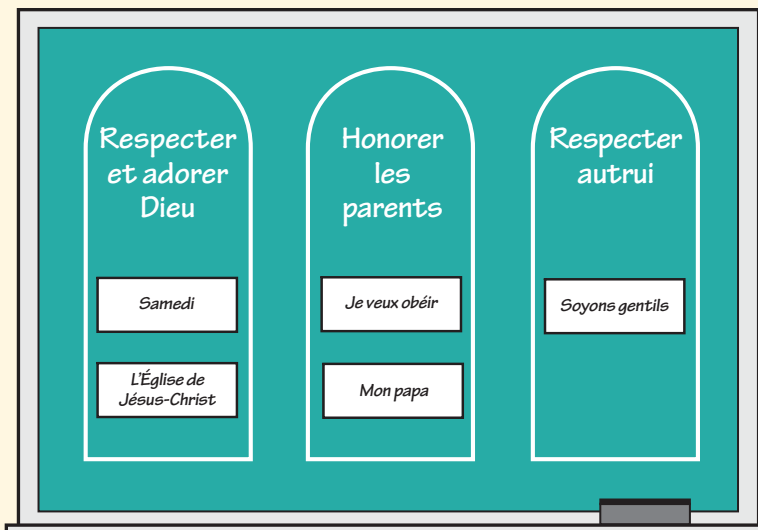 Respecter
et adorer
Dieu
Samedi
L'Église de
Jésus-Christ
Honorer
les
parents
Je veux obéir
Mon papa
Respecter
autrui
Soyons gentils